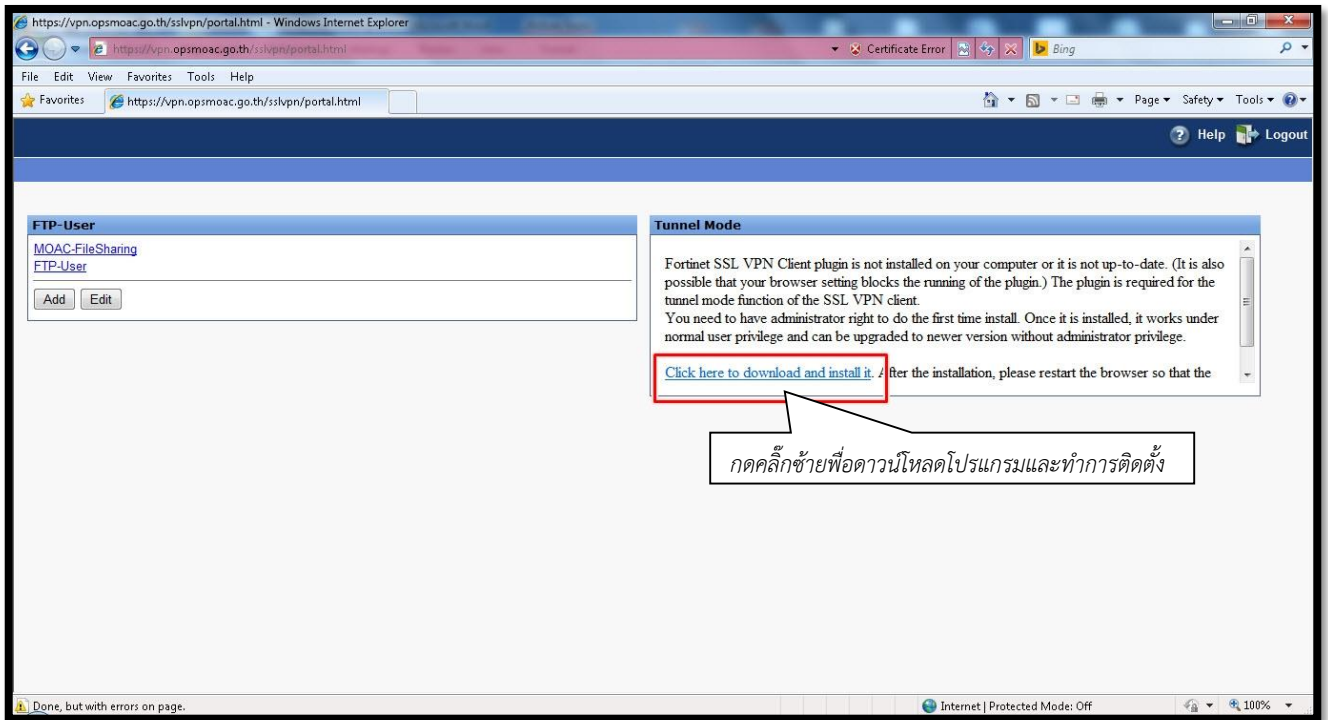 https://vpn.opsmoac.go.th/sslvpn/portal.html - Windows Internet Explorer
https://vpn.opsmoac.go.th/sslvpn/portal.html
Certificate Error
Bing
File Edit View Favorites Tools Help
Favorites
https://vpn.opsmoac.go.th/sslvpn/portal.html
Page Safety Tools
Help Logout
FTP-User
MOAC-FileSharing
FTP-User
Add Edit
Tunnel Mode
Fortinet SSL VPN Client plugin is not installed on your computer or it is not up-to-date. (It is also
possible that your browser setting blocks the running of the plugin.) The plugin is required for the
tunnel mode function of the SSL VPN client.
You need to have administrator right to do the first time install. Once it is installed, it works under
normal user privilege and can be upgraded to newer version without administrator privilege.
Click here to download and install it. After the installation, please restart the browser so that the
กดคลิ๊กซ้ายพื่อดาวน์โหลดโปรแกรมและทำการติดตั้ง
Done, but with errors on page.
Internet | Protected Mode: Off
100%